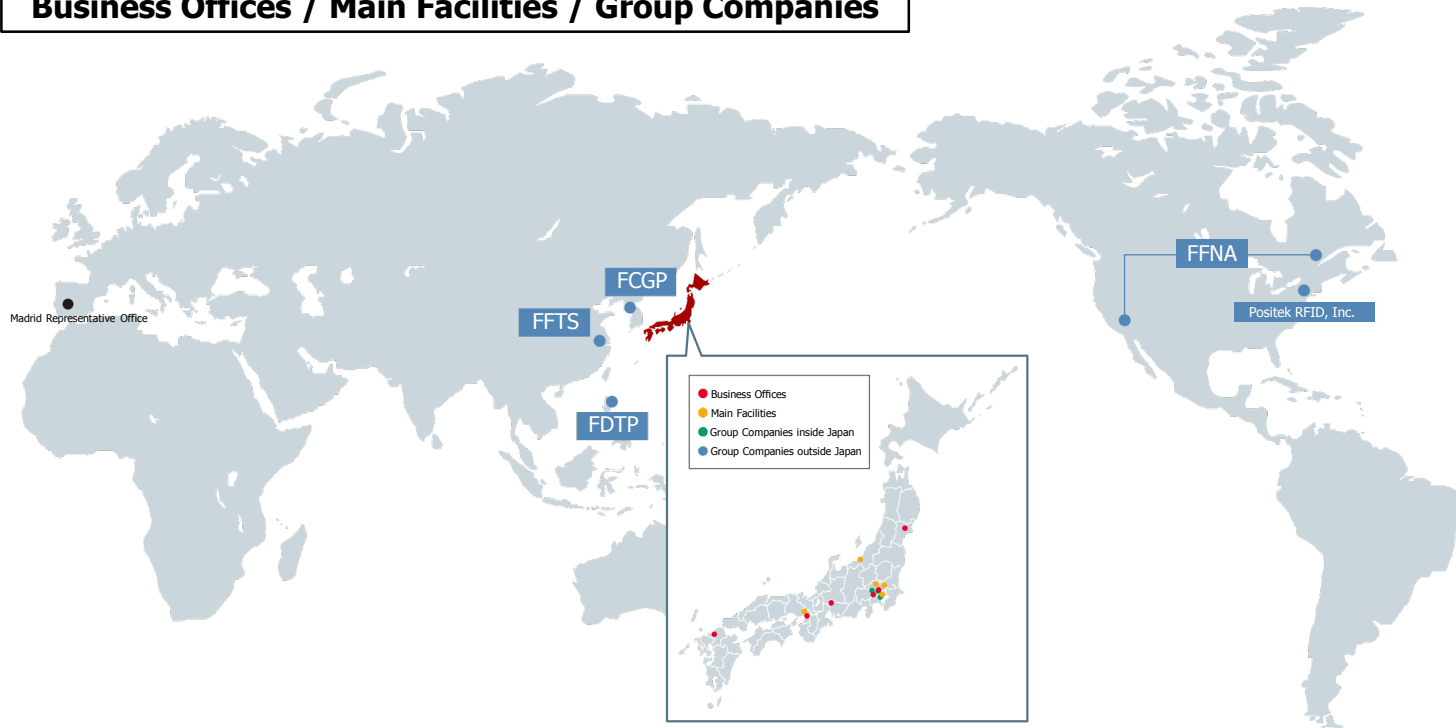 Business Offices / Main Facilities / Group Companies
FCGP
FFNA
Madrid Representative Office
FFTS
Positek RFID, Inc.
FDTP
Business Offices
Main Facilities
Group Companies inside Japan
Group Companies outside Japan